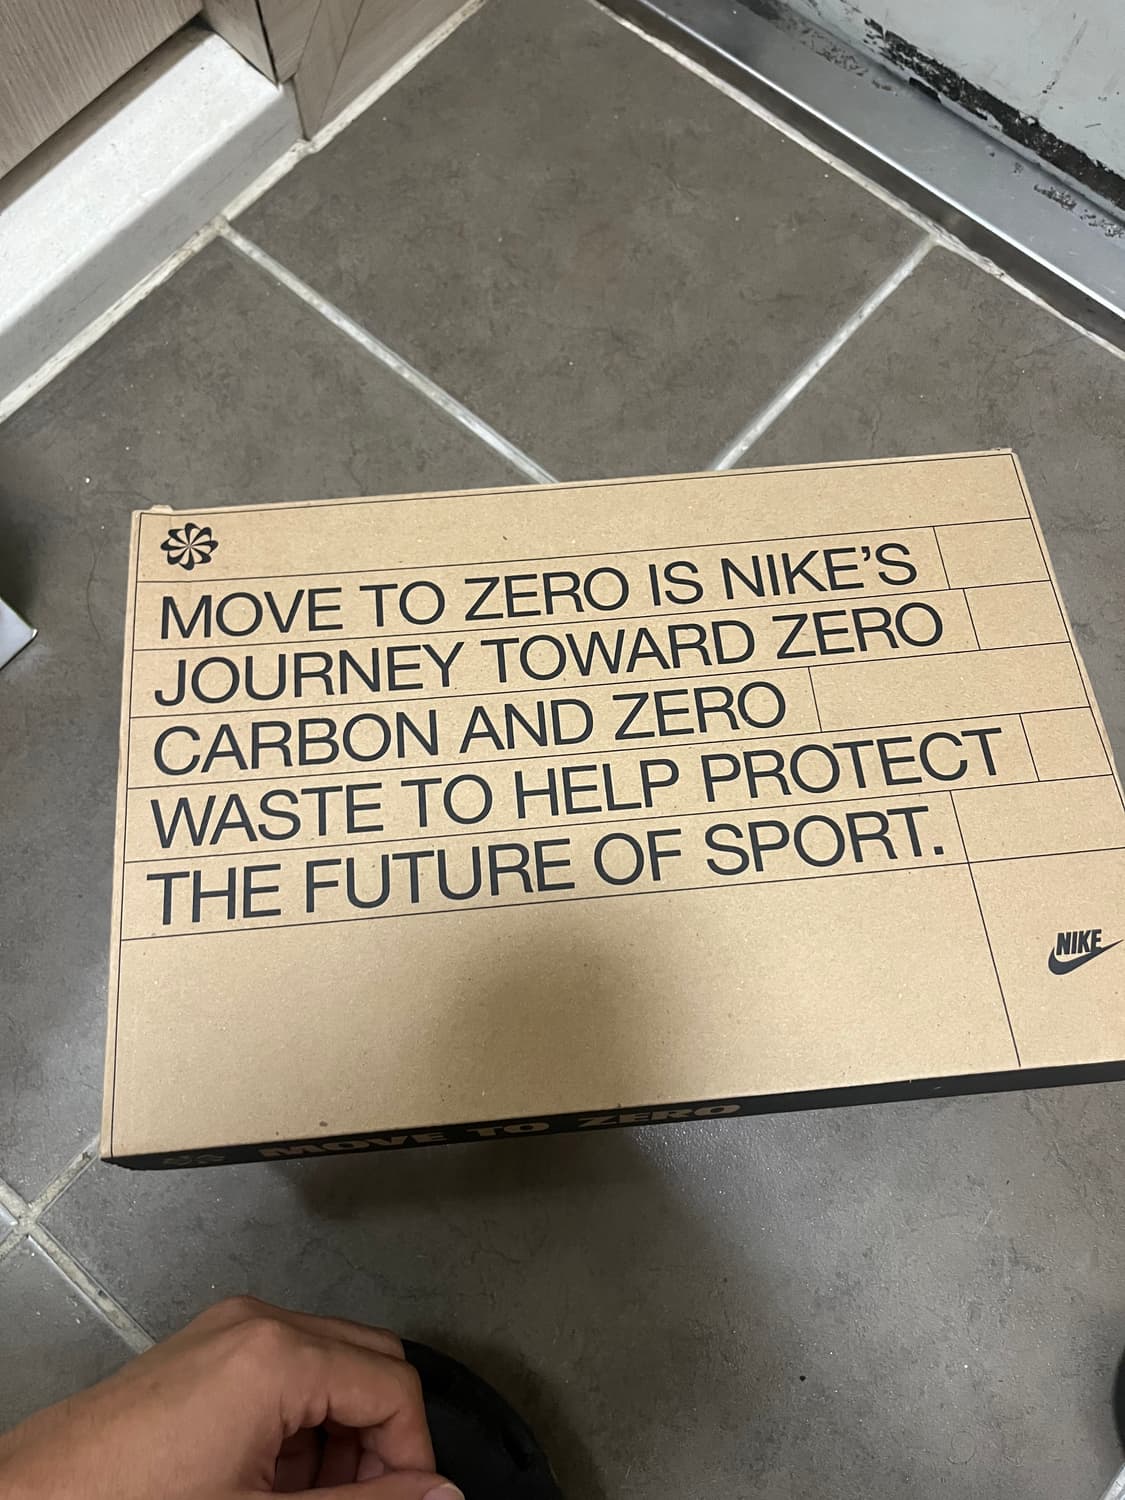 MOVE TO ZERO IS NIKE’S
JOURNEY TOWARD ZERO
CARBON AND ZERO
WASTE TO HELP PROTECT
THE FUTURE OF SPORT.
NIKE
MOVE TO ZERO